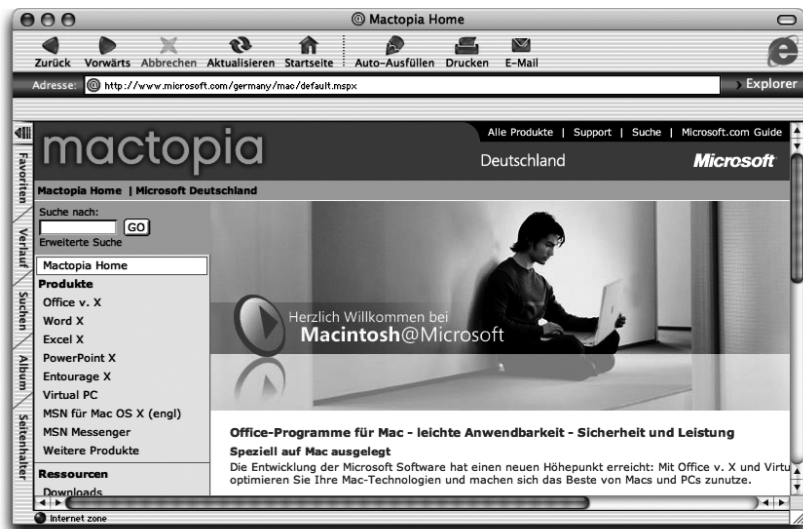 @ Mactopia Home
Zurück Vorwärts Abbrechen Aktualisieren Startseite Auto-Ausfüllen Drucken E-Mail
Adresse: @ http://www.microsoft.com/germany/mac/default.mspx › Explorer
Favoriten
Verlauf
Suchen
Album
Seitenhalter
mactopia
Alle Produkte | Support | Suche | Microsoft.com Guide
Deutschland Microsoft
Mactopia Home | Microsoft Deutschland
Suche nach:
GO
Erweiterte Suche
Mactopia Home
Produkte
Office v. X
Word X
Excel X
PowerPoint X
Entourage X
Virtual PC
MSN für Mac OS X (engl)
MSN Messenger
Weitere Produkte
Ressourcen
Downloads
Herzlich Willkommen bei
Macintosh@Microsoft
Office-Programme für Mac - leichte Anwendbarkeit - Sicherheit und Leistung
Speziell auf Mac ausgelegt
Die Entwicklung der Microsoft Software hat einen neuen Höhepunkt erreicht: Mit Office v. X und Virtu
optimieren Sie Ihre Mac-Technologien und machen sich das Beste von Macs und PCs zunutze.
Internet zone